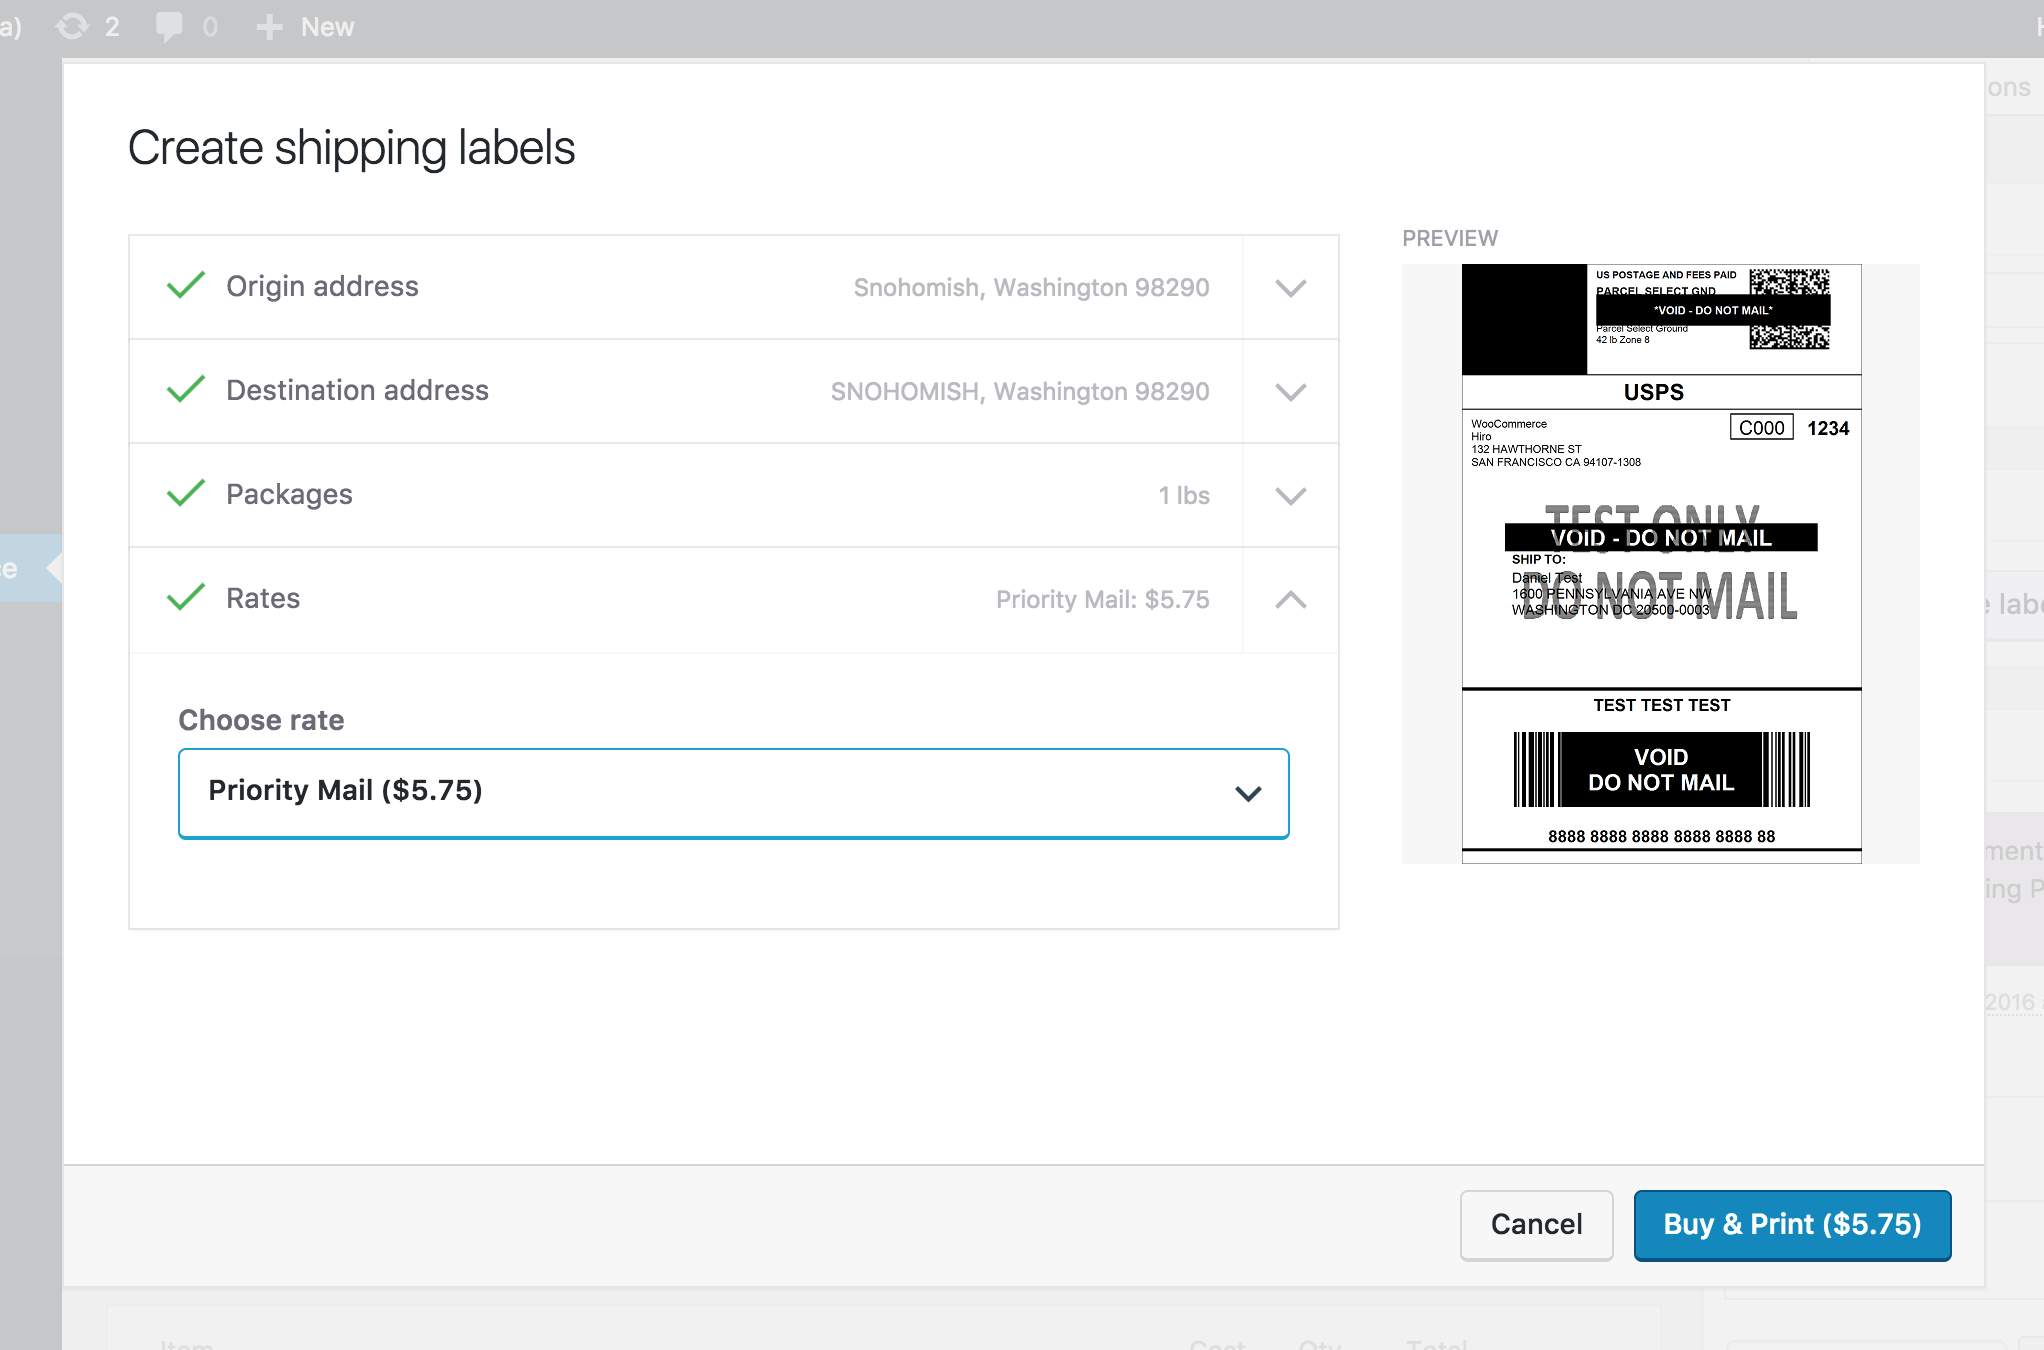 a) 2 0 New
ons
Create shipping labels
Origin address Snohomish, Washington 98290
Destination address SNOHOMISH, Washington 98290
Packages 1 lbs
Rates Priority Mail: $5.75
Choose rate
Priority Mail ($5.75)
PREVIEW
US POSTAGE AND FEES PAID
PARCEL SELECT GND
*VOID - DO NOT MAIL*
Parcel Select Ground
42 lb Zone 8
USPS
WooCommerce
Hiro
132 HAWTHORNE ST
SAN FRANCISCO CA 94107-1308
C000 1234
TEST ONLY
VOID - DO NOT MAIL
SHIP TO:
Daniel Test
1600 PENNSYLVANIA AVE NW
WASHINGTON DC 20500-0003
DO NOT MAIL
TEST TEST TEST
VOID
DO NOT MAIL
8888 8888 8888 8888 8888 88
Cancel Buy & Print ($5.75)
2016
Item Cost Qty Total